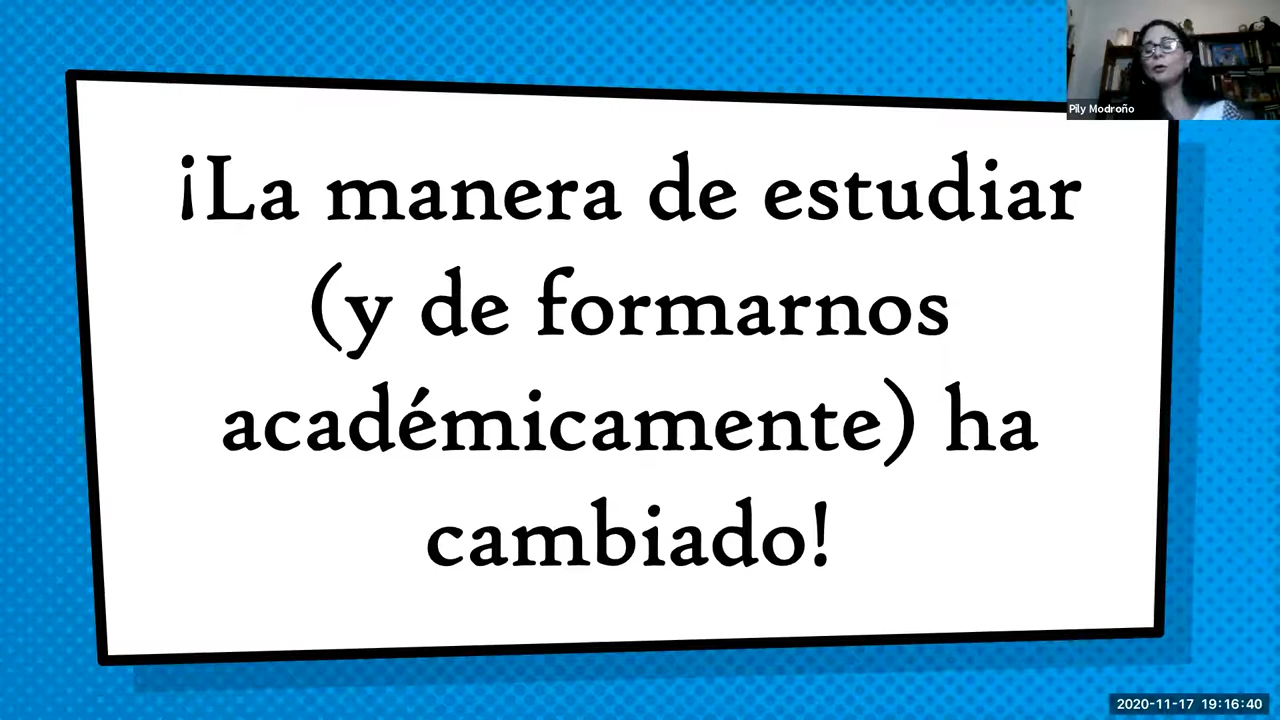 Pily Modroño
¡La manera de estudiar
(y de formarnos
académicamente) ha
cambiado!
2020-11-17 19:16:40